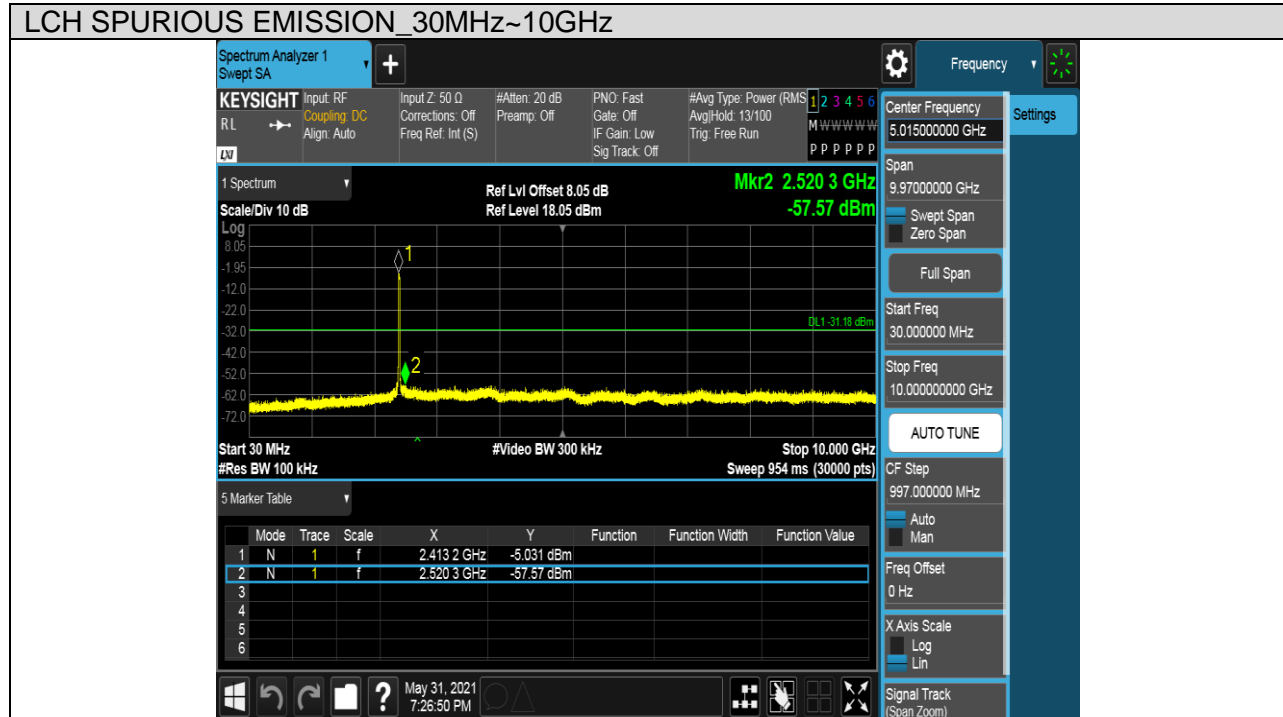 LCH SPURIOUS EMISSION_30MHz~10GHz
Spectrum Analyzer 1
Swept SA
+
Frequency
KEYSIGHT
RL
LXI
Input: RF
Coupling: DC
Align: Auto
Input Z: 50 Ω
Corrections: Off
Freq Ref: Int (S)
#Atten: 20 dB
Preamp: Off
PNO: Fast
Gate: Off
IF Gain: Low
Sig Track: Off
#Avg Type: Power (RMS
Avg|Hold: 13/100
Trig: Free Run
1 2 3 4 5 6
M W W W W W
P P P P P P
1 Spectrum
Scale/Div 10 dB
Ref Lvl Offset 8.05 dB
Ref Level 18.05 dBm
Mkr2 2.520 3 GHz
-57.57 dBm
Log
8.05
-1.95
-12.0
-22.0
-32.0
-42.0
-52.0
-62.0
-72.0
1
2
DL1 -31.18 dBm
Start 30 MHz
#Video BW 300 kHz
Stop 10.000 GHz
#Res BW 100 kHz
Sweep 954 ms (30000 pts)
5 Marker Table
Mode Trace Scale X Y Function Function Width Function Value
1 N 1 f 2.413 2 GHz -5.031 dBm
2 N 1 f 2.520 3 GHz -57.57 dBm
3
4
5
6
?
May 31, 2021
7:26:50 PM
Center Frequency
5.015000000 GHz
Settings
Span
9.97000000 GHz
Swept Span
Zero Span
Full Span
Start Freq
30.000000 MHz
Stop Freq
10.000000000 GHz
AUTO TUNE
CF Step
997.000000 MHz
Auto
Man
Freq Offset
0 Hz
X Axis Scale
Log
Lin
Signal Track
(Span Zoom)